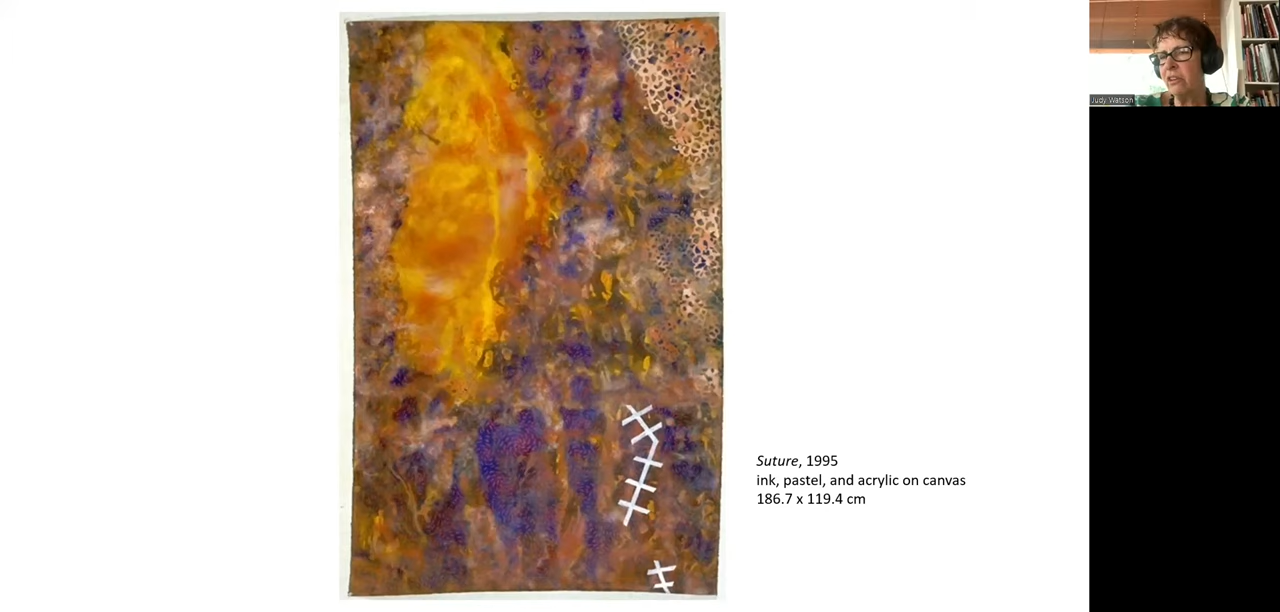 Judy Watson
Suture, 1995
ink, pastel, and acrylic on canvas
186.7 x 119.4 cm